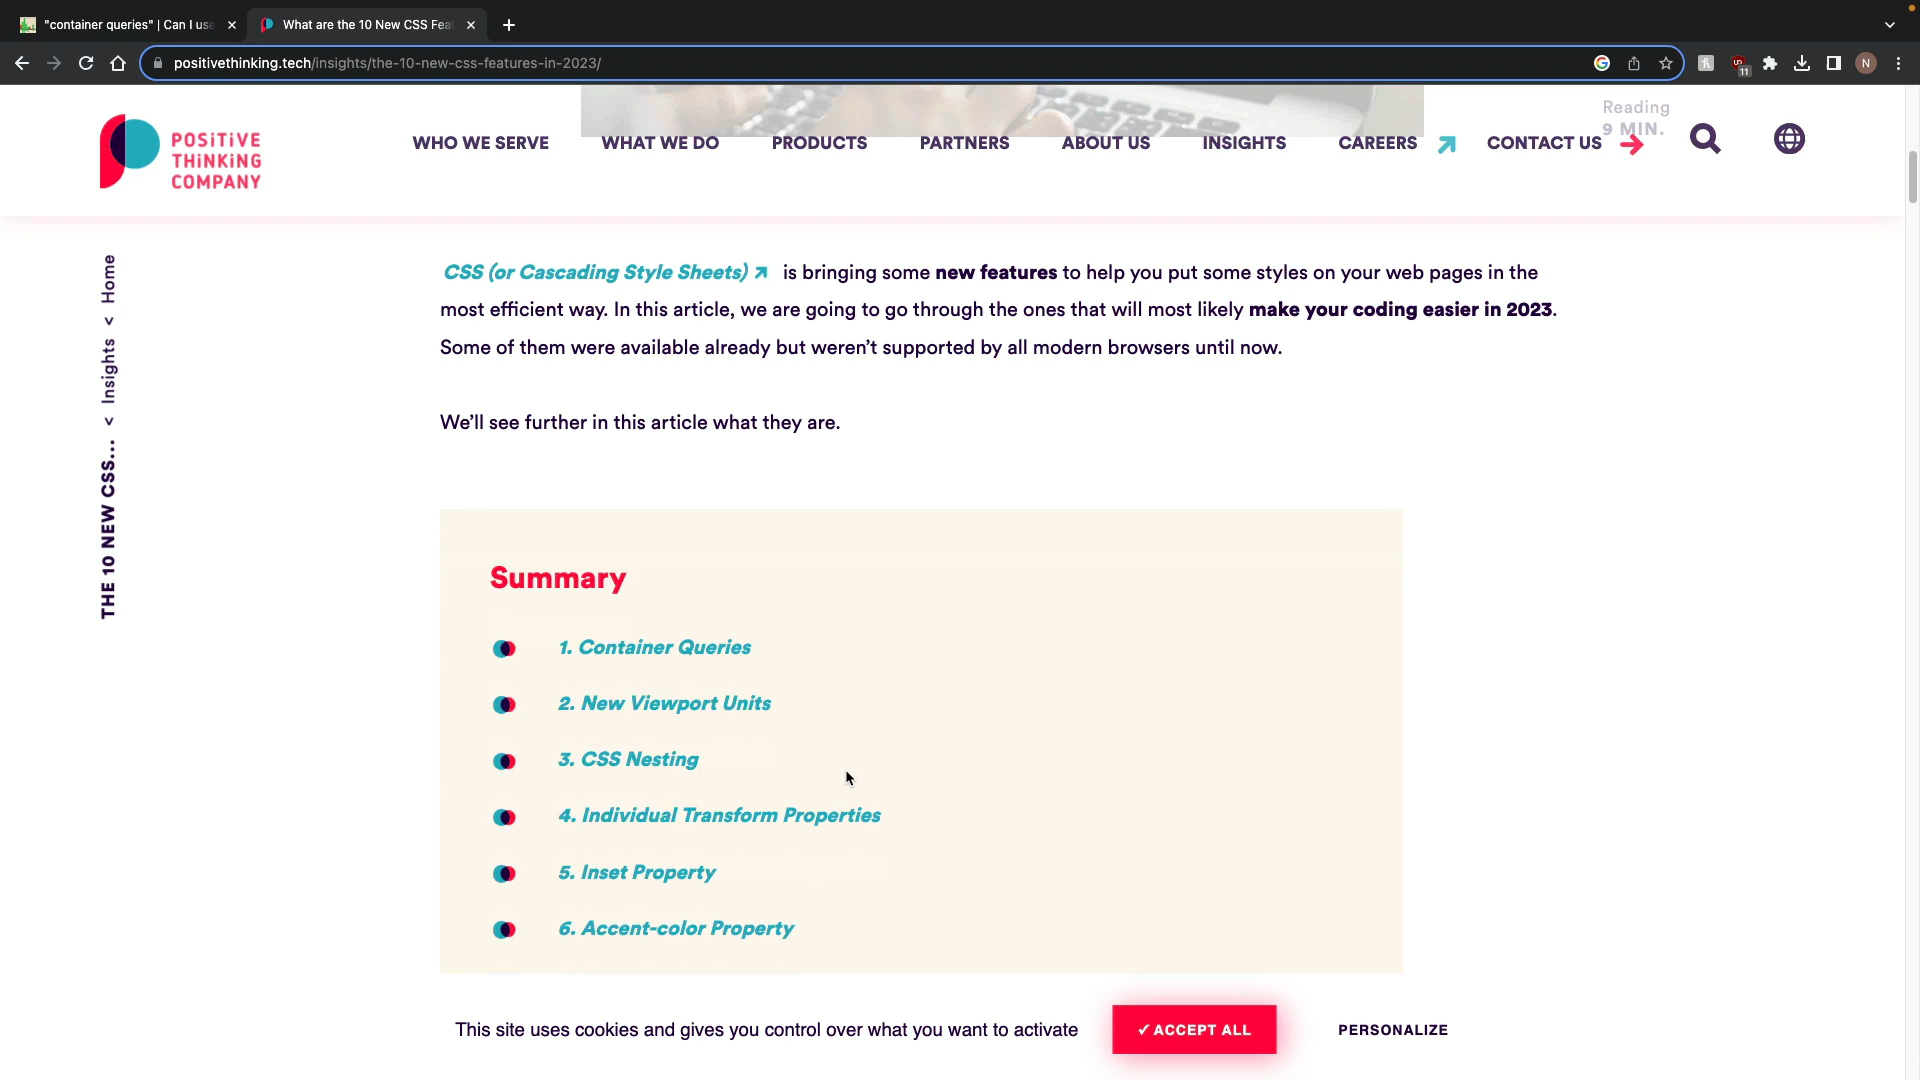 "container queries" | Can I use
What are the 10 New CSS Fea
positivethinking.tech/insights/the-10-new-css-features-in-2023/
11
N
Reading
9 MIN.
POSiTiVE
THiNKiNG
COMPANY
WHO WE SERVE
WHAT WE DO
PRODUCTS
PARTNERS
ABOUT US
INSIGHTS
CAREERS
CONTACT US
THE 10 NEW CSS... < Insights < Home
CSS (or Cascading Style Sheets) is bringing some new features to help you put some styles on your web pages in the
most efficient way. In this article, we are going to go through the ones that will most likely make your coding easier in 2023.
Some of them were available already but weren’t supported by all modern browsers until now.
We’ll see further in this article what they are.
Summary
1. Container Queries
2. New Viewport Units
3. CSS Nesting
4. Individual Transform Properties
5. Inset Property
6. Accent-color Property
This site uses cookies and gives you control over what you want to activate
✓ ACCEPT ALL
PERSONALIZE